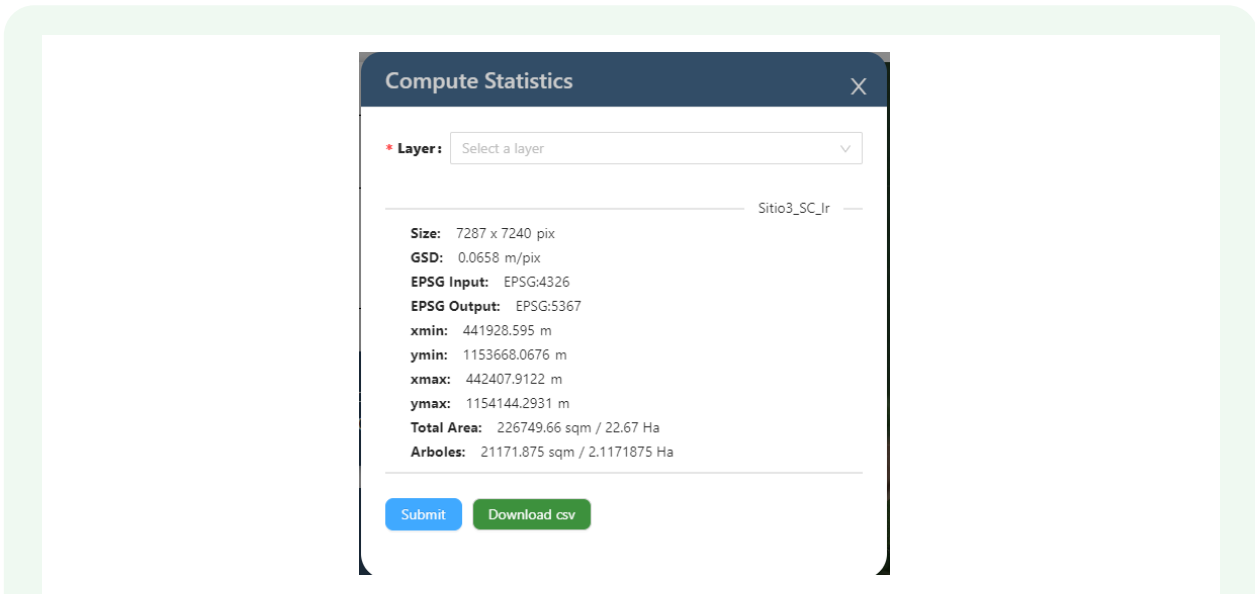 Compute Statistics
* Layer: Select a layer
Sitio3_SC_Ir
Size: 7287 x 7240 pix
GSD: 0.0658 m/pix
EPSG Input: EPSG:4326
EPSG Output: EPSG:5367
xmin: 441928.595 m
ymin: 1153668.0676 m
xmax: 442407.9122 m
ymax: 1154144.2931 m
Total Area: 226749.66 sqm / 22.67 Ha
Arboles: 21171.875 sqm / 2.1171875 Ha
Submit Download csv